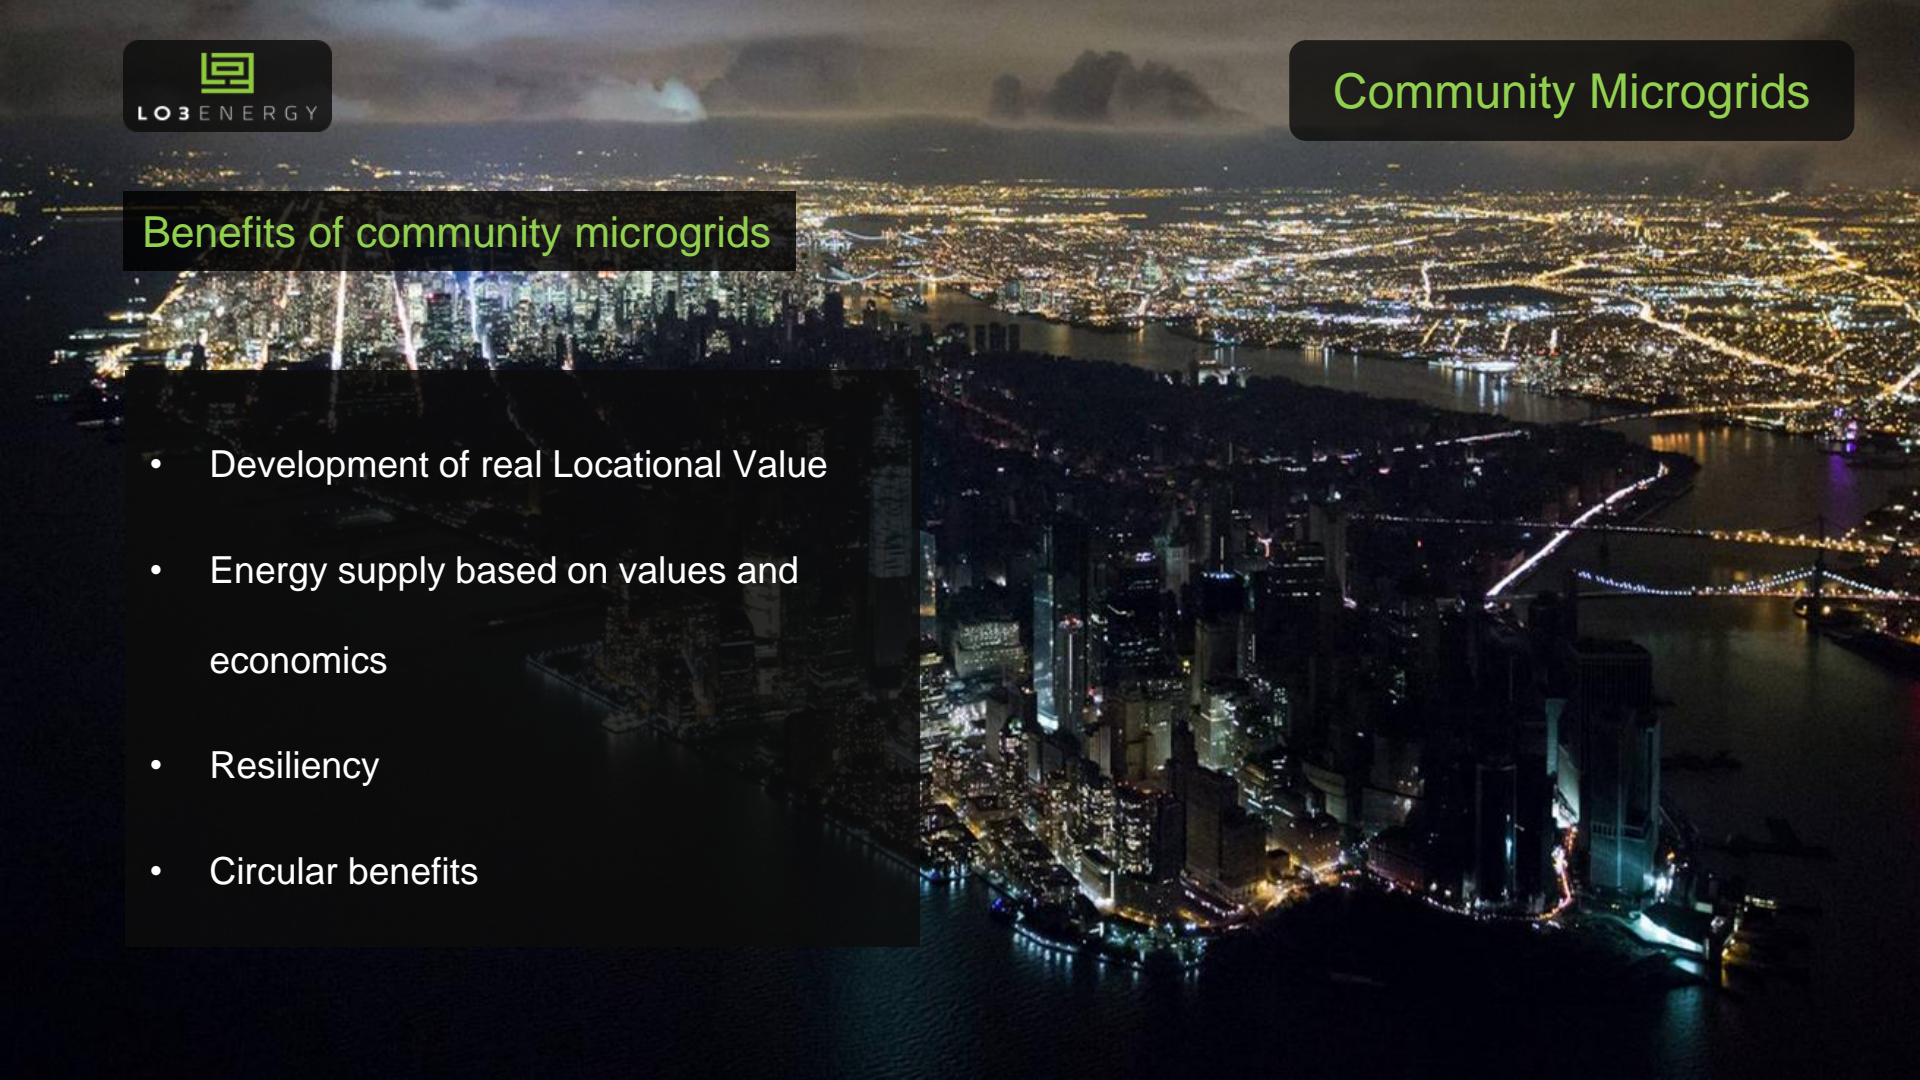 LO3ENERGY
Community Microgrids
Benefits of community microgrids
• Development of real Locational Value
• Energy supply based on values and
economics
• Resiliency
• Circular benefits